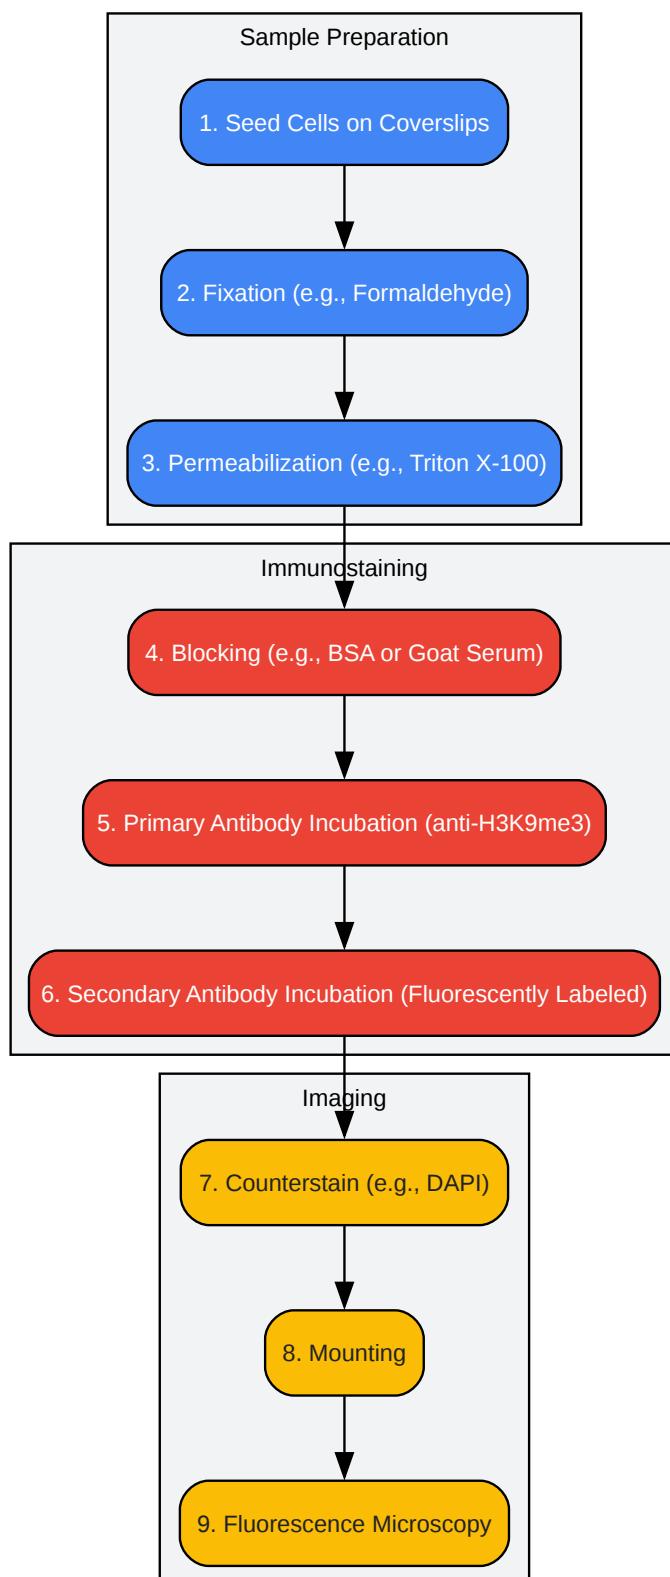 Sample Preparation
1. Seed Cells on Coverslips
2. Fixation (e.g., Formaldehyde)
3. Permeabilization (e.g., Triton X-100)
Immunostaining
4. Blocking (e.g., BSA or Goat Serum)
5. Primary Antibody Incubation (anti-H3K9me3)
6. Secondary Antibody Incubation (Fluorescently Labeled)
Imaging
7. Counterstain (e.g., DAPI)
8. Mounting
9. Fluorescence Microscopy